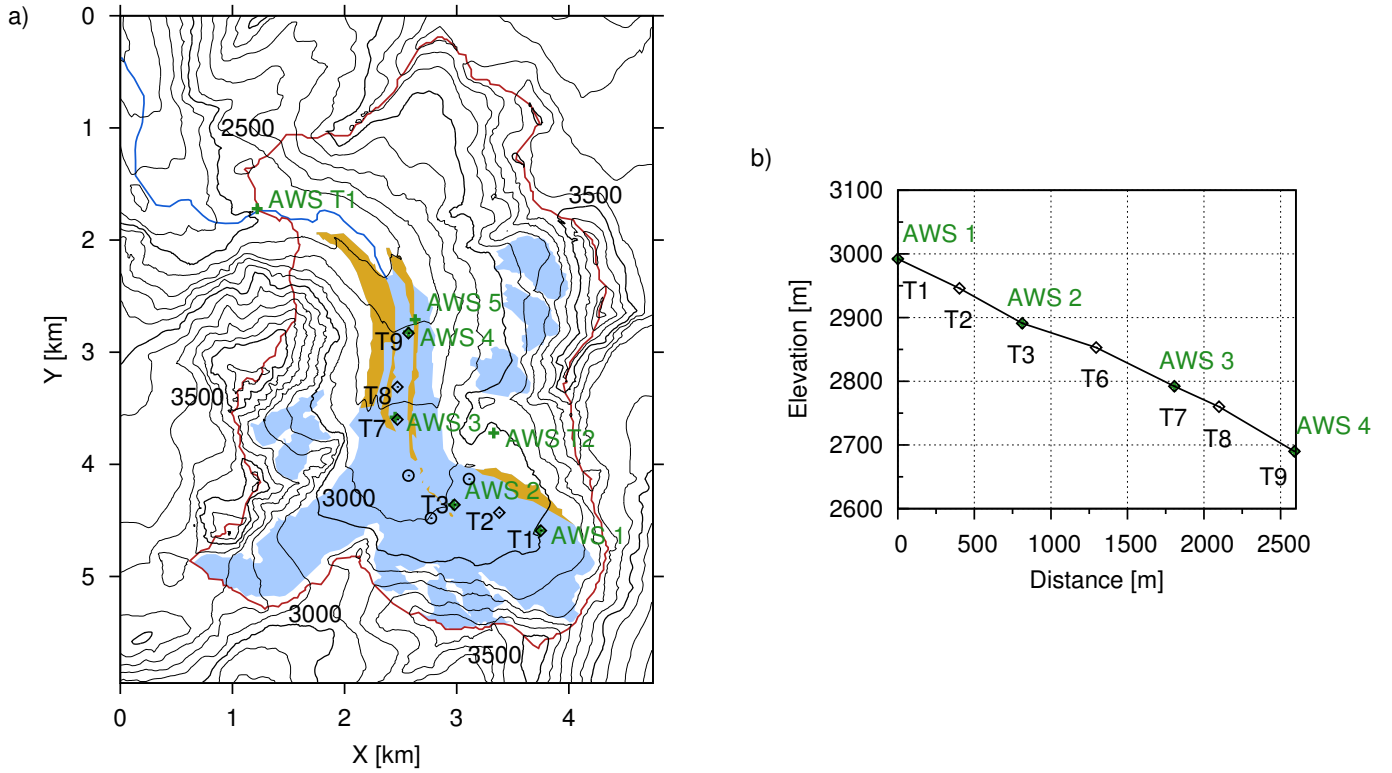 a)
0
1
2
3
4
5
Y [km]
0
1
2
3
4
X [km]
2500
3500
AWS T1
AWS 5
T9
AWS 4
T8
3500
T7
AWS 3
AWS T2
3000
T3
AWS 2
T2
T1
AWS 1
3000
3500
b)
3100
3000
2900
2800
2700
2600
Elevation [m]
AWS 1
T1
T2
AWS 2
T3
T6
AWS 3
T7
T8
AWS 4
T9
0
500
1000
1500
2000
2500
Distance [m]